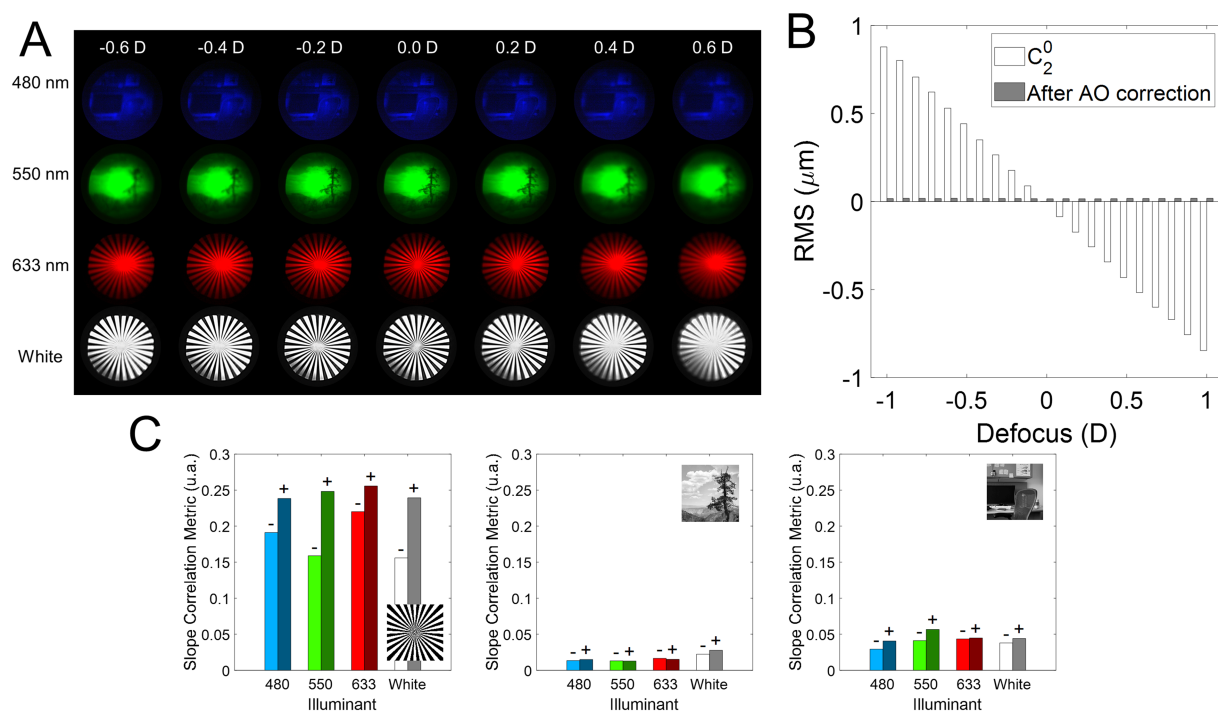 A
-0.6 D -0.4 D -0.2 D 0.0 D 0.2 D 0.4 D 0.6 D
480 nm
550 nm
633 nm
White
B
C₂⁰
After AO correction
1
0.5
0
-0.5
-1
RMS (μm)
-1 -0.5 0 0.5 1
Defocus (D)
C
Slope Correlation Metric (u.a.)
0.3
0.25
0.2
0.15
0.1
0.05
0
- + - + - + - +
480 550 633 White
Illuminant
Slope Correlation Metric (u.a.)
0.3
0.25
0.2
0.15
0.1
0.05
0
- + - + - + - +
480 550 633 White
Illuminant
Slope Correlation Metric (u.a.)
0.3
0.25
0.2
0.15
0.1
0.05
0
- + - + - + - +
480 550 633 White
Illuminant